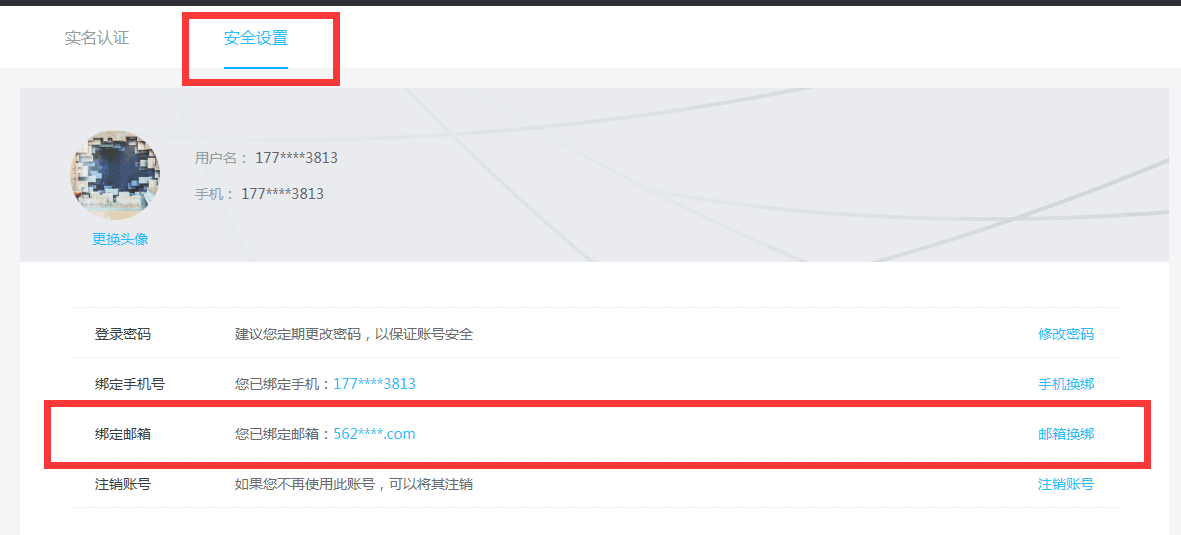 实名认证 安全设置
用户名： 177****3813
手机： 177****3813
更换头像
登录密码 建议您定期更改密码，以保证账号安全 修改密码
绑定手机号 您已绑定手机：177****3813 手机换绑
绑定邮箱 您已绑定邮箱：562****.com 邮箱换绑
注销账号 如果您不再使用此账号，可以将其注销 注销账号